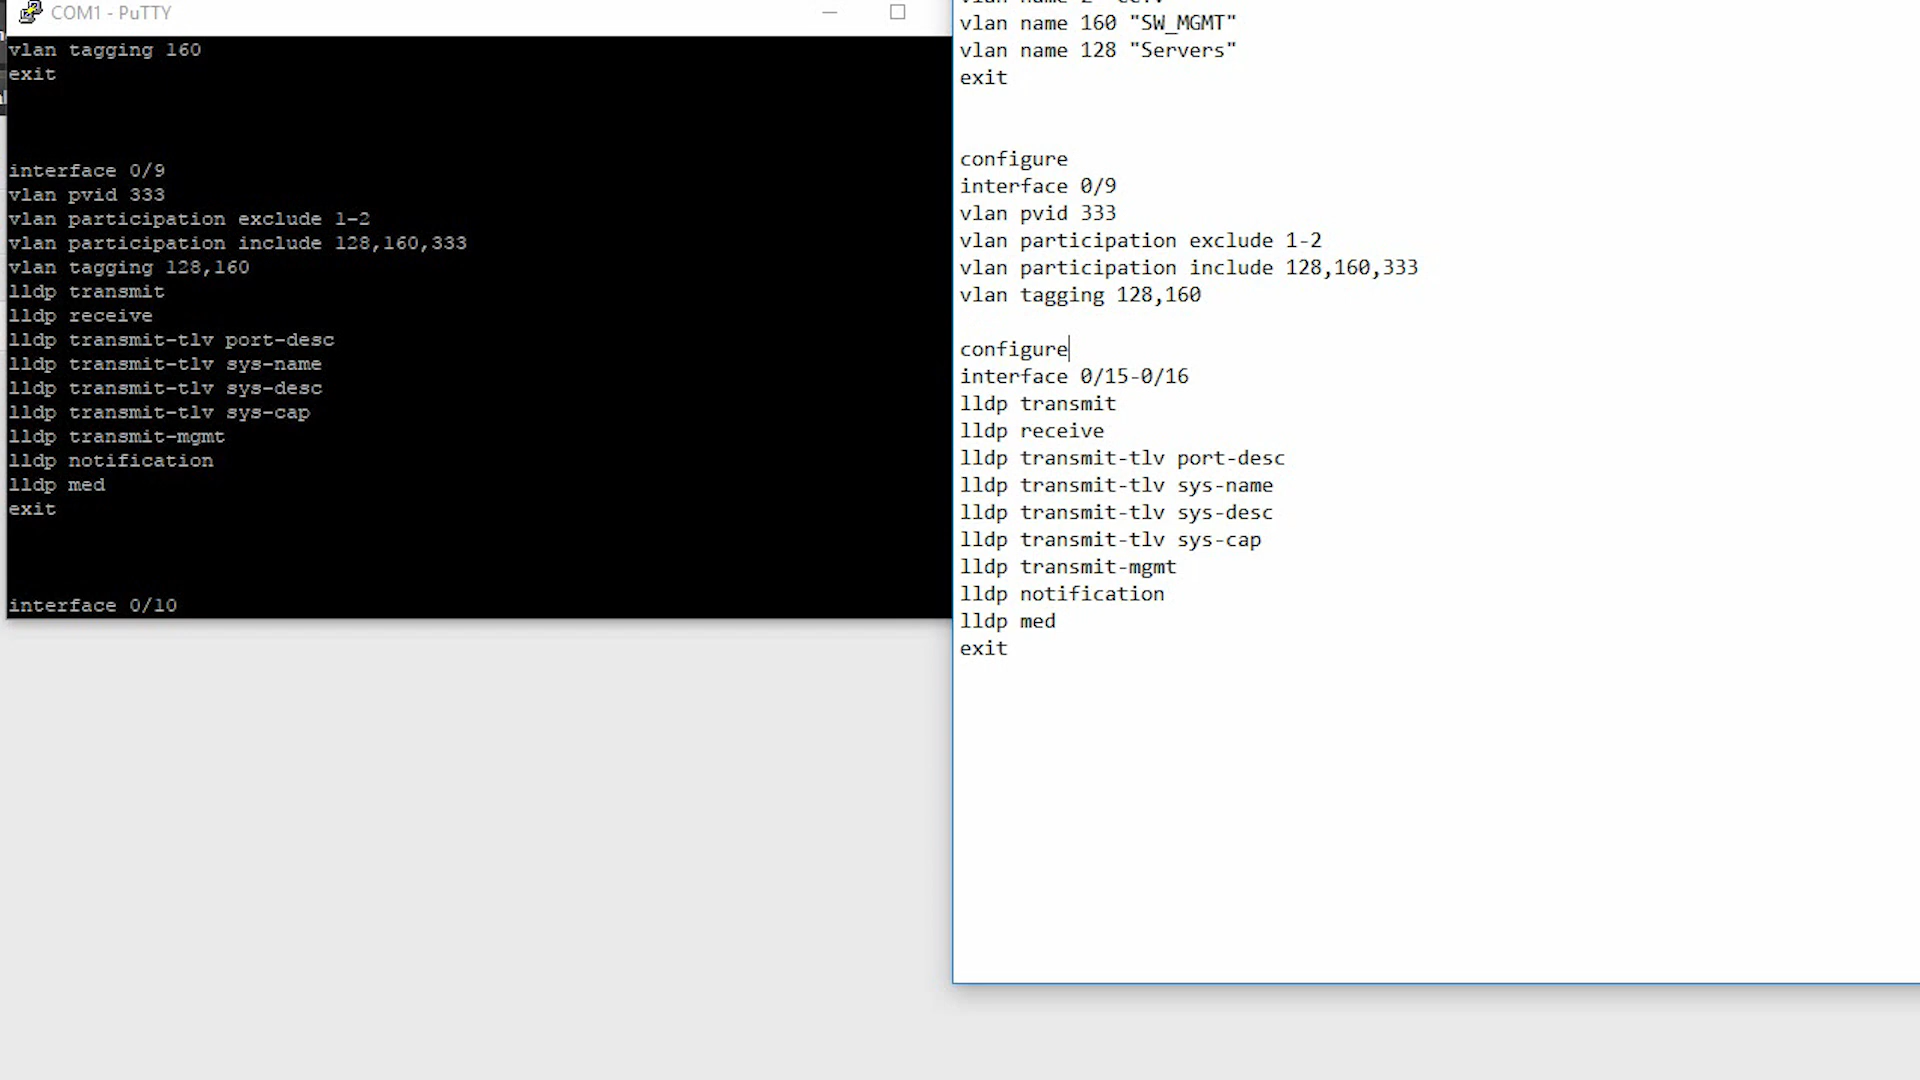 COM1 - PuTTY
vlan tagging 160
exit
interface 0/9
vlan pvid 333
vlan participation exclude 1-2
vlan participation include 128,160,333
vlan tagging 128,160
lldp transmit
lldp receive
lldp transmit-tlv port-desc
lldp transmit-tlv sys-name
lldp transmit-tlv sys-desc
lldp transmit-tlv sys-cap
lldp transmit-mgmt
lldp notification
lldp med
exit
interface 0/10
vlan name 2
vlan name 160 "SW_MGMT"
vlan name 128 "Servers"
exit
configure
interface 0/9
vlan pvid 333
vlan participation exclude 1-2
vlan participation include 128,160,333
vlan tagging 128,160
configure
interface 0/15-0/16
lldp transmit
lldp receive
lldp transmit-tlv port-desc
lldp transmit-tlv sys-name
lldp transmit-tlv sys-desc
lldp transmit-tlv sys-cap
lldp transmit-mgmt
lldp notification
lldp med
exit